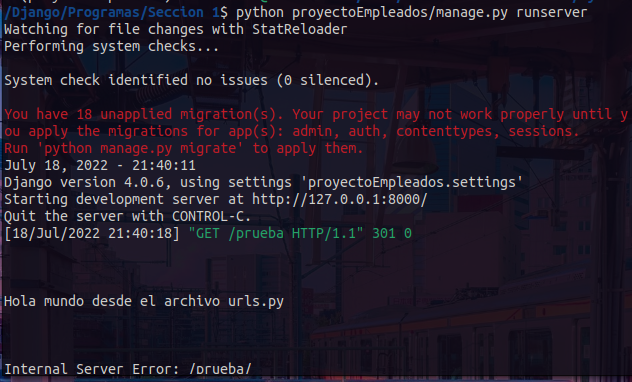 /Django/Programas/Seccion 1$ python proyectoEmpleados/manage.py runserver
Watching for file changes with StatReloader
Performing system checks...
System check identified no issues (0 silenced).
You have 18 unapplied migration(s). Your project may not work properly until y
ou apply the migrations for app(s): admin, auth, contenttypes, sessions.
Run 'python manage.py migrate' to apply them.
July 18, 2022 - 21:40:11
Django version 4.0.6, using settings 'proyectoEmpleados.settings'
Starting development server at http://127.0.0.1:8000/
Quit the server with CONTROL-C.
[18/Jul/2022 21:40:18] "GET /prueba HTTP/1.1" 301 0
Hola mundo desde el archivo urls.py
Internal Server Error: /prueba/